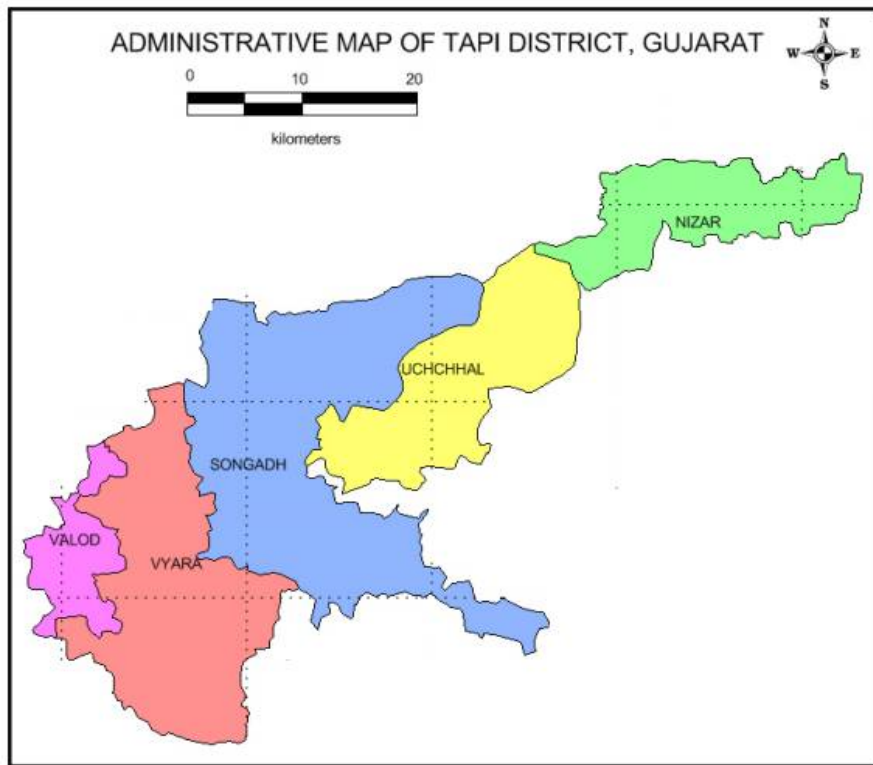 ADMINISTRATIVE MAP OF TAPI DISTRICT, GUJARAT
N
W E
S
0 10 20
kilometers
NIZAR
UCHCHHAL
SONGADH
VALOD
VYARA